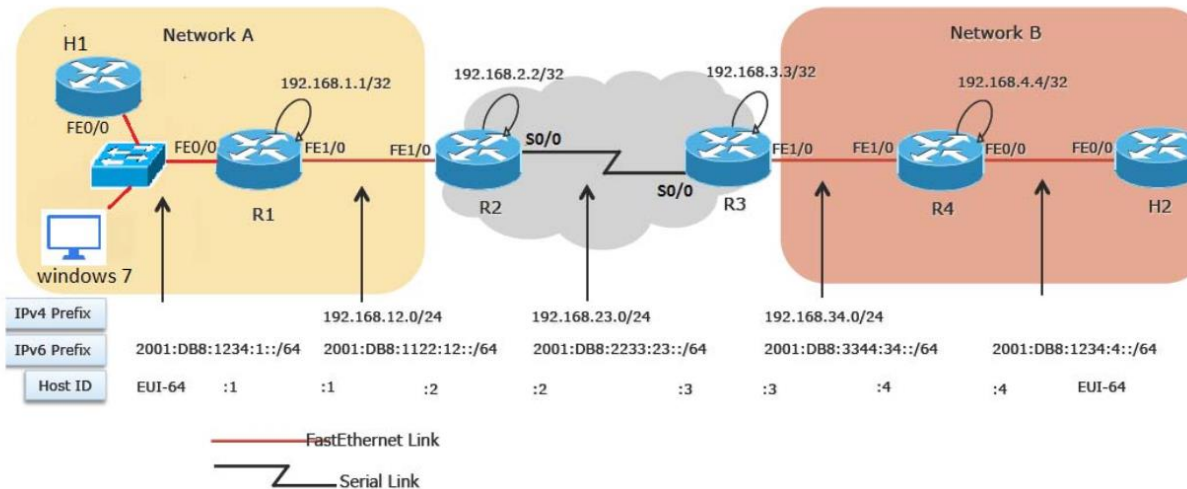 Network A
Network B
H1
192.168.1.1/32
192.168.2.2/32
192.168.3.3/32
192.168.4.4/32
FE0/0
FE0/0
FE1/0
FE1/0
S0/0
S0/0
FE1/0
FE1/0
FE0/0
FE0/0
R1
R2
R3
R4
H2
windows 7
IPv4 Prefix
192.168.12.0/24
192.168.23.0/24
192.168.34.0/24
IPv6 Prefix
2001:DB8:1234:1::/64
2001:DB8:1122:12::/64
2001:DB8:2233:23::/64
2001:DB8:3344:34::/64
2001:DB8:1234:4::/64
Host ID
EUI-64
:1
:1
:2
:2
:3
:3
:4
:4
EUI-64
FastEthernet Link
Serial Link